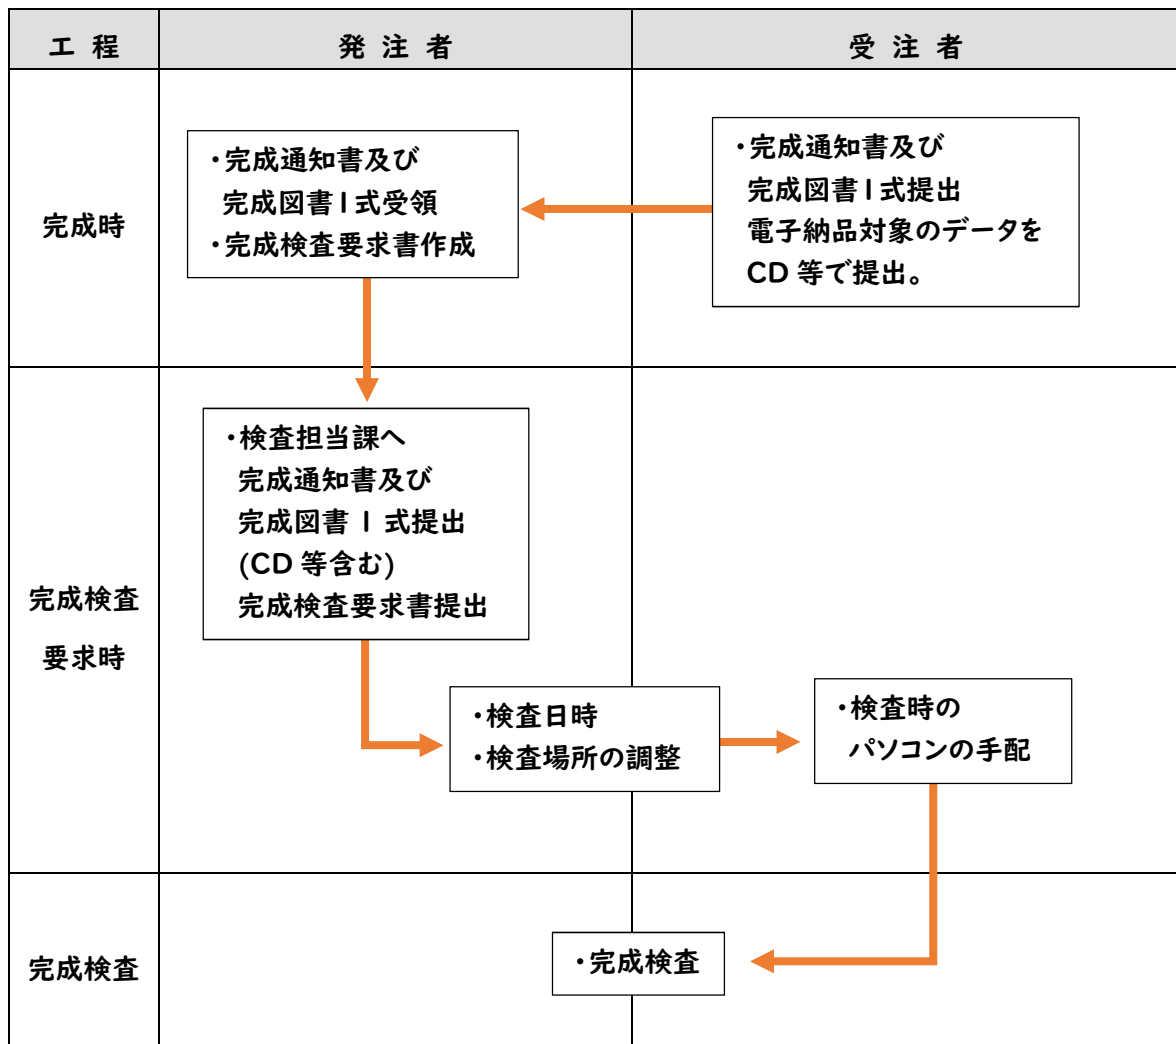 工 程
発 注 者
受 注 者
完成時
・完成通知書及び
完成図書1式受領
・完成検査要求書作成
・完成通知書及び
完成図書1式提出
電子納品対象のデータを
CD 等で提出。
完成検査
要求時
・検査担当課へ
完成通知書及び
完成図書 1 式提出
(CD 等含む)
完成検査要求書提出
・検査日時
・検査場所の調整
・検査時の
パソコンの手配
完成検査
・完成検査